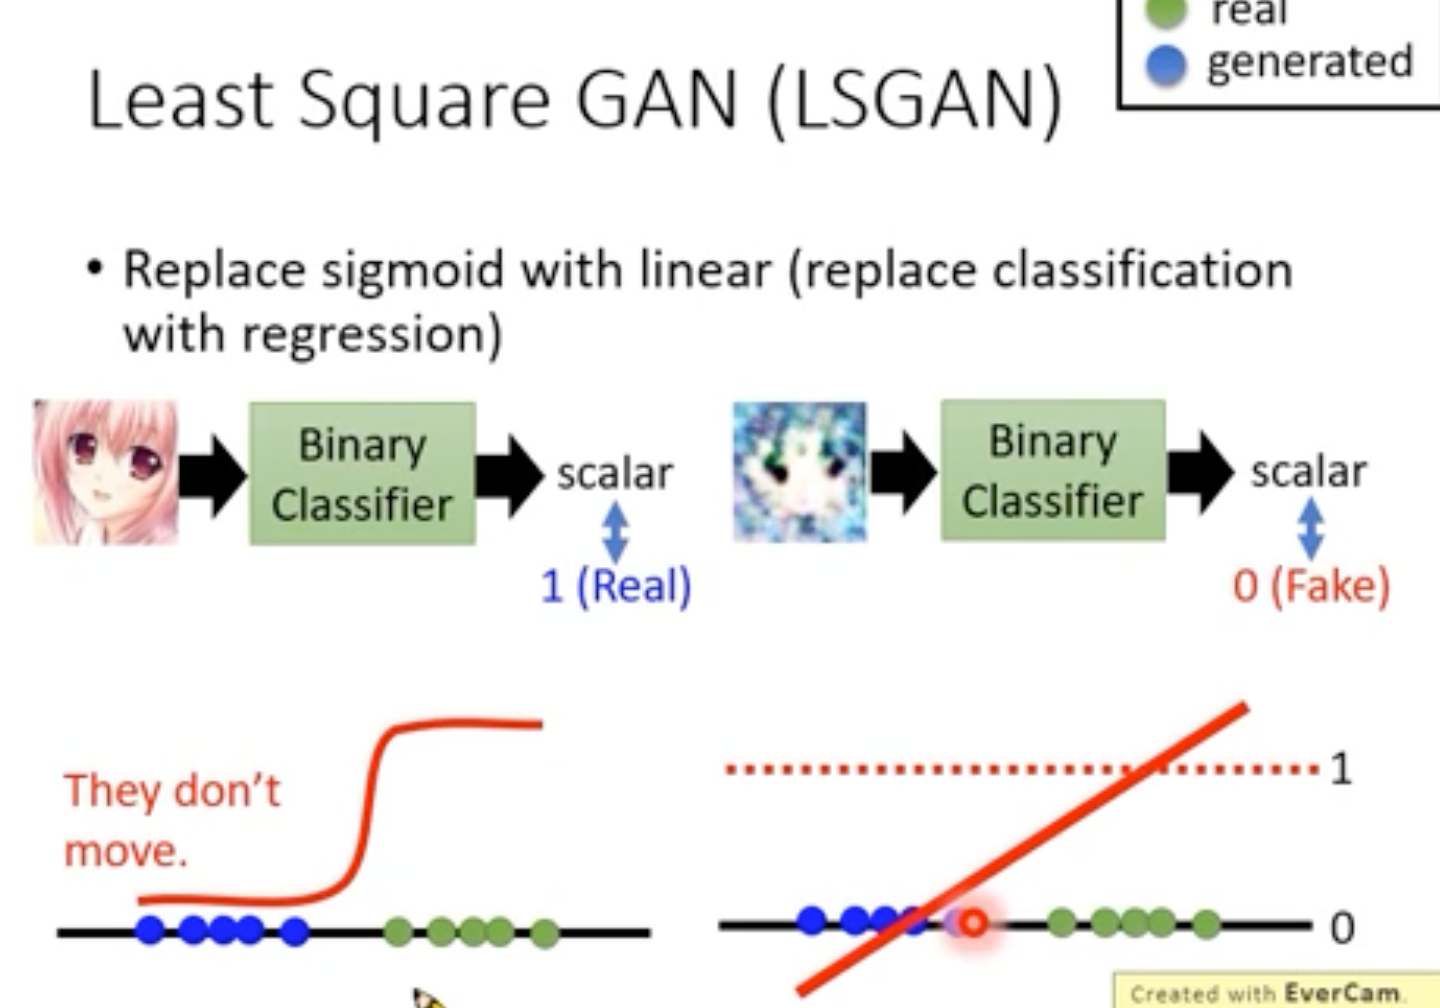 real
generated
Least Square GAN (LSGAN)
• Replace sigmoid with linear (replace classification
with regression)
Binary
Classifier
scalar
1 (Real)
Binary
Classifier
scalar
0 (Fake)
They don't
move.
1
0
Created with EverCam.